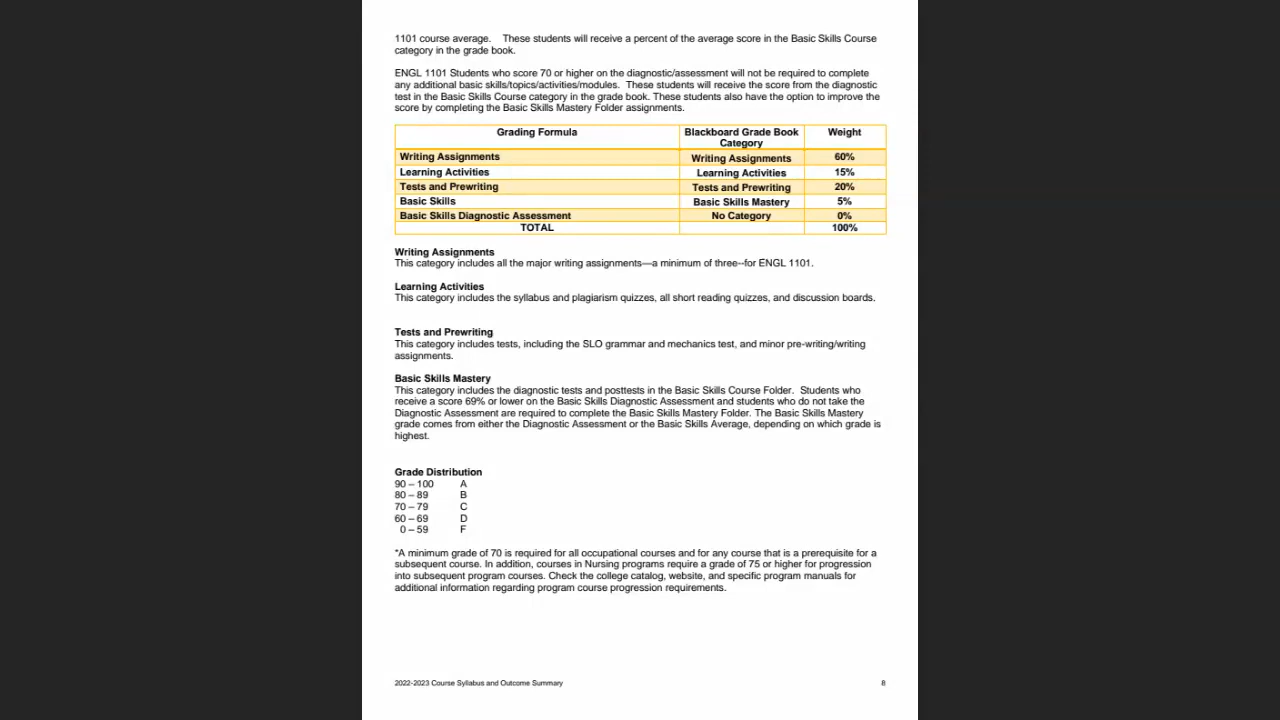 1101 course average.    These students will receive a percent of the average score in the Basic Skills Course
category in the grade book.
ENGL 1101 Students who score 70 or higher on the diagnostic/assessment will not be required to complete
any additional basic skills/topics/activities/modules.  These students will receive the score from the diagnostic
test in the Basic Skills Course category in the grade book. These students also have the option to improve the
score by completing the Basic Skills Mastery Folder assignments.
Grading Formula Blackboard Grade Book Category Weight
Writing Assignments Writing Assignments 60%
Learning Activities Learning Activities 15%
Tests and Prewriting Tests and Prewriting 20%
Basic Skills Basic Skills Mastery 5%
Basic Skills Diagnostic Assessment No Category 0%
TOTAL 100%
Writing Assignments
This category includes all the major writing assignments—a minimum of three--for ENGL 1101.
Learning Activities
This category includes the syllabus and plagiarism quizzes, all short reading quizzes, and discussion boards.
Tests and Prewriting
This category includes tests, including the SLO grammar and mechanics test, and minor pre-writing/writing
assignments.
Basic Skills Mastery
This category includes the diagnostic tests and posttests in the Basic Skills Course Folder.  Students who
receive a score 69% or lower on the Basic Skills Diagnostic Assessment and students who do not take the
Diagnostic Assessment are required to complete the Basic Skills Mastery Folder. The Basic Skills Mastery
grade comes from either the Diagnostic Assessment or the Basic Skills Average, depending on which grade is
highest.
Grade Distribution
90 – 100 A
80 – 89 B
70 – 79 C
60 – 69 D
0 – 59 F
*A minimum grade of 70 is required for all occupational courses and for any course that is a prerequisite for a
subsequent course. In addition, courses in Nursing programs require a grade of 75 or higher for progression
into subsequent program courses. Check the college catalog, website, and specific program manuals for
additional information regarding program course progression requirements.
2022-2023 Course Syllabus and Outcome Summary 8